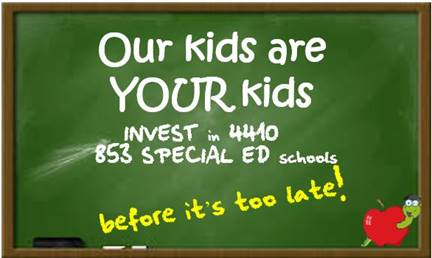 Our kids are
YOUR kids
INVEST in 4410
853 SPECIAL ED schools
before it's too late!